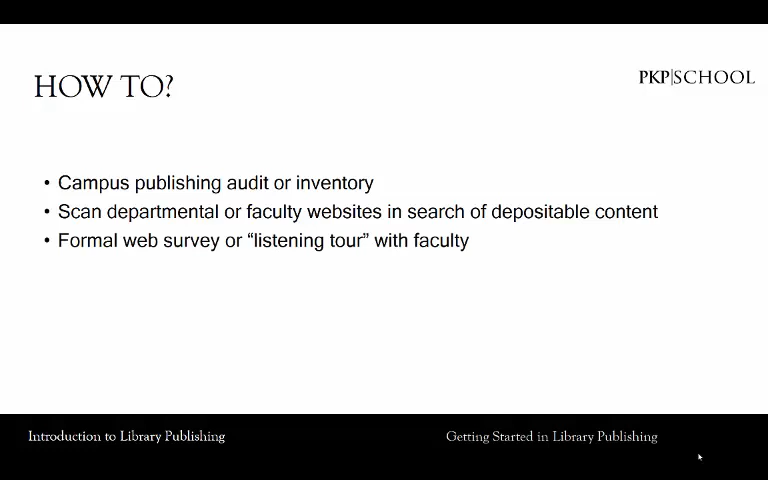 HOW TO?
PKP|SCHOOL
• Campus publishing audit or inventory
• Scan departmental or faculty websites in search of depositable content
• Formal web survey or “listening tour” with faculty
Introduction to Library Publishing
Getting Started in Library Publishing